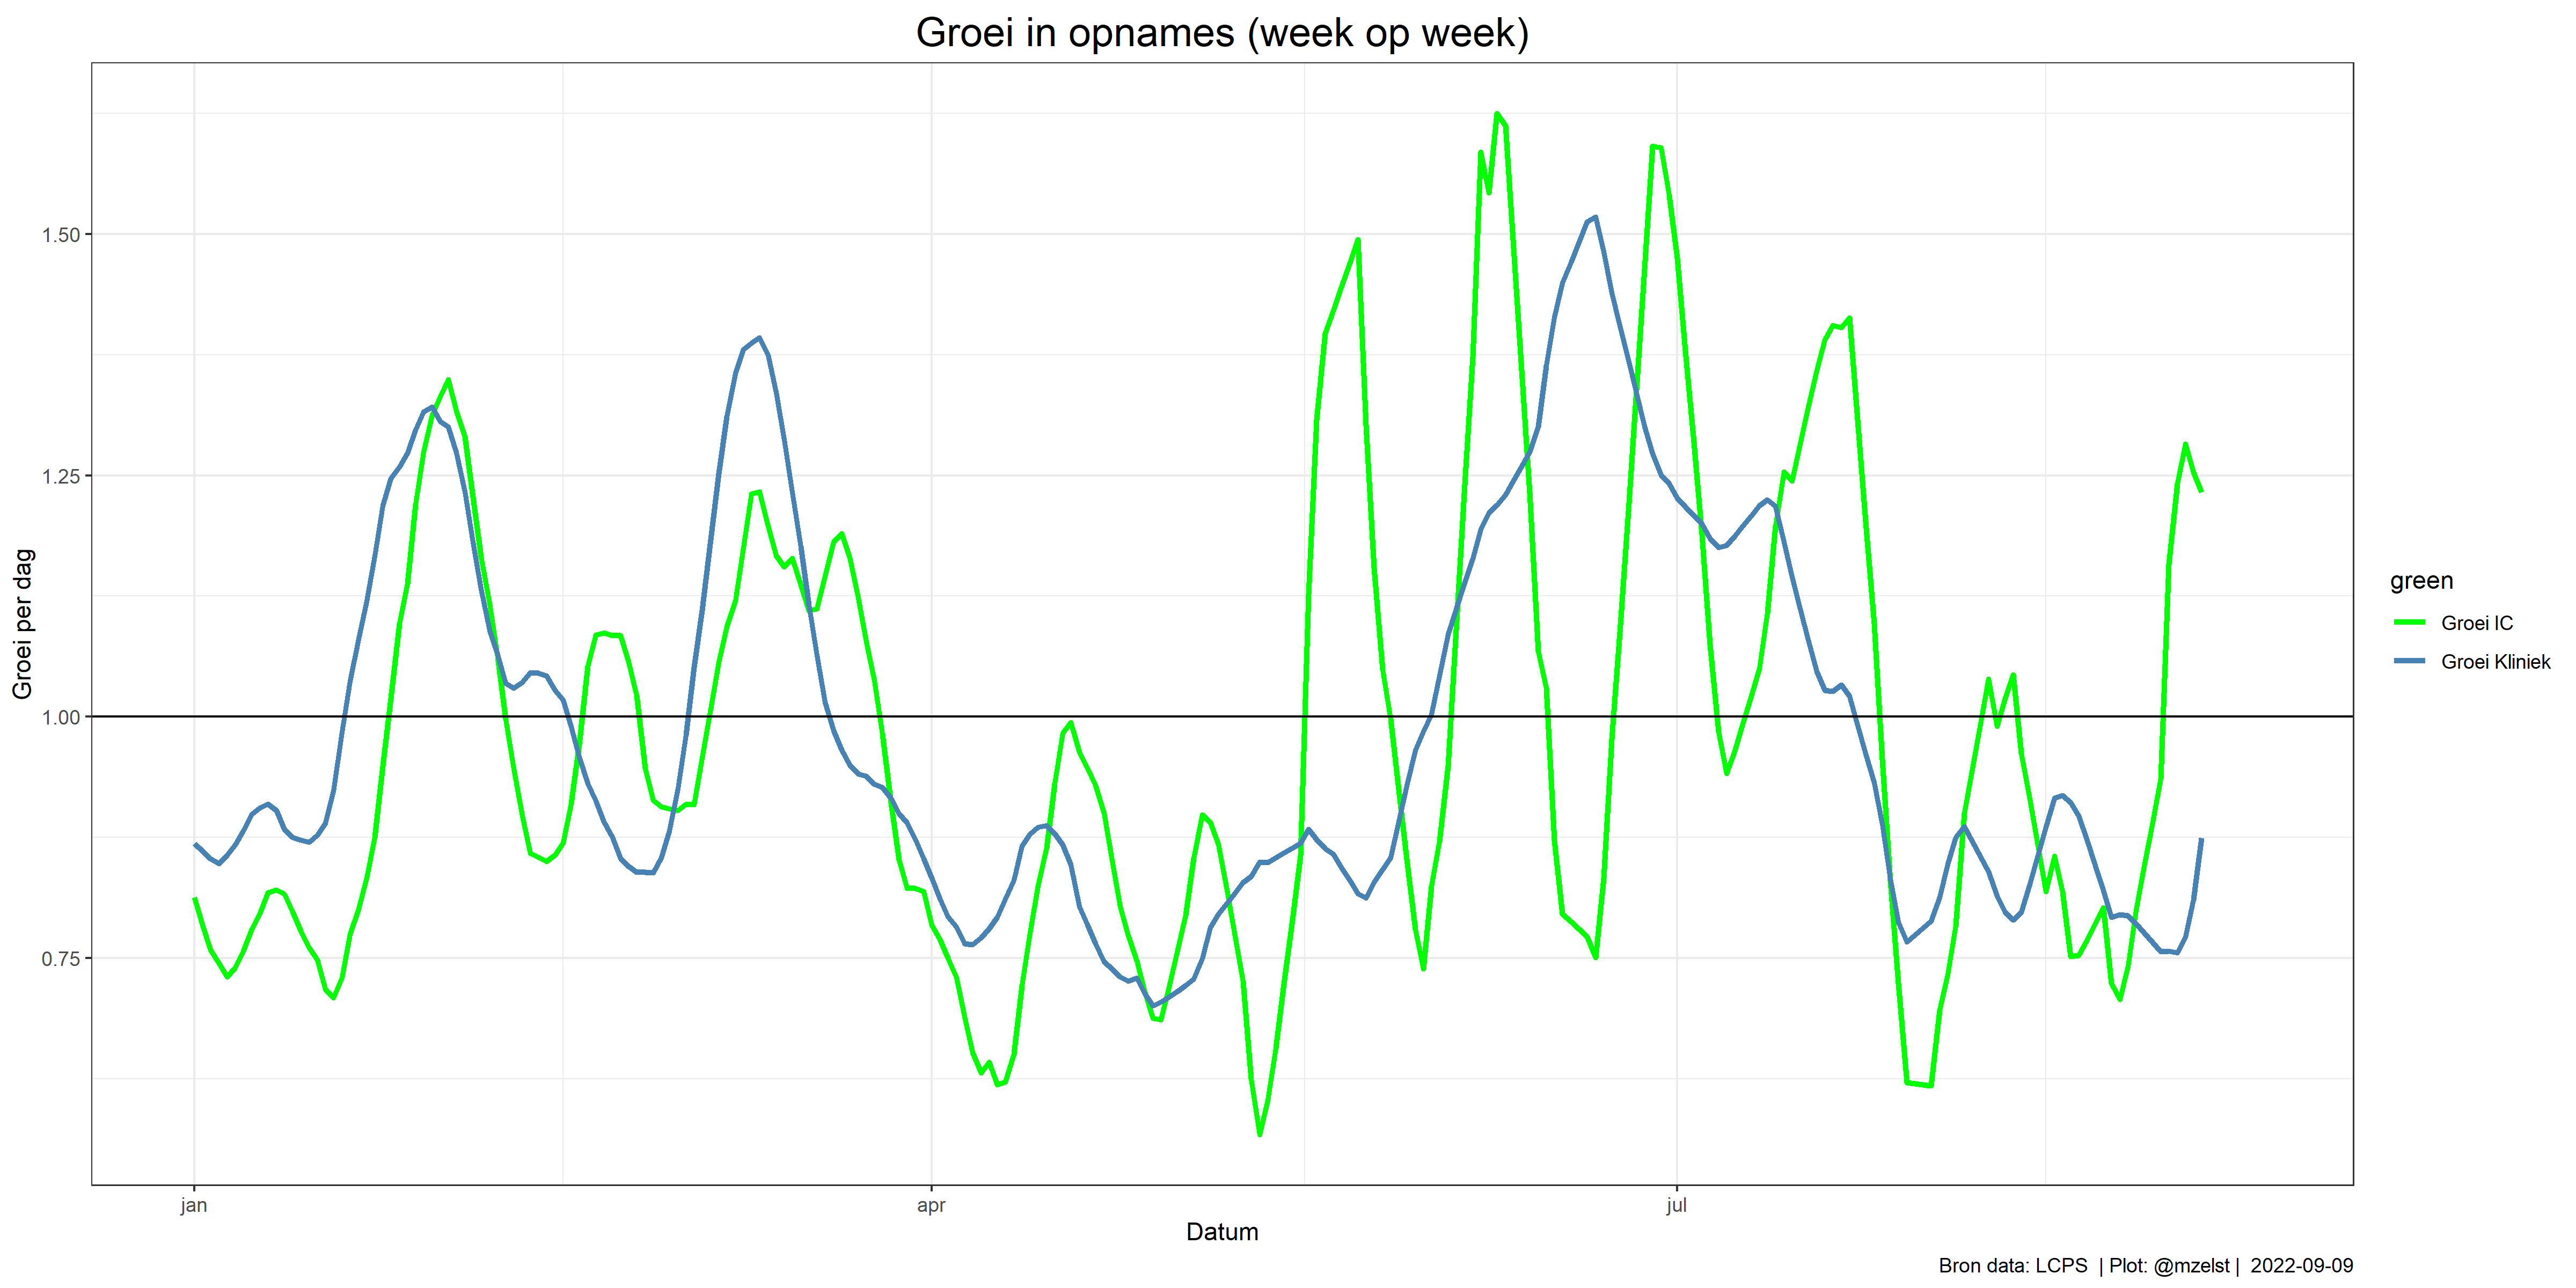 Groei in opnames (week op week)
Groei per dag
1.50
1.25
1.00
0.75
jan
apr
jul
Datum
green
Groei IC
Groei Kliniek
Bron data: LCPS | Plot: @mzelst | 2022-09-09